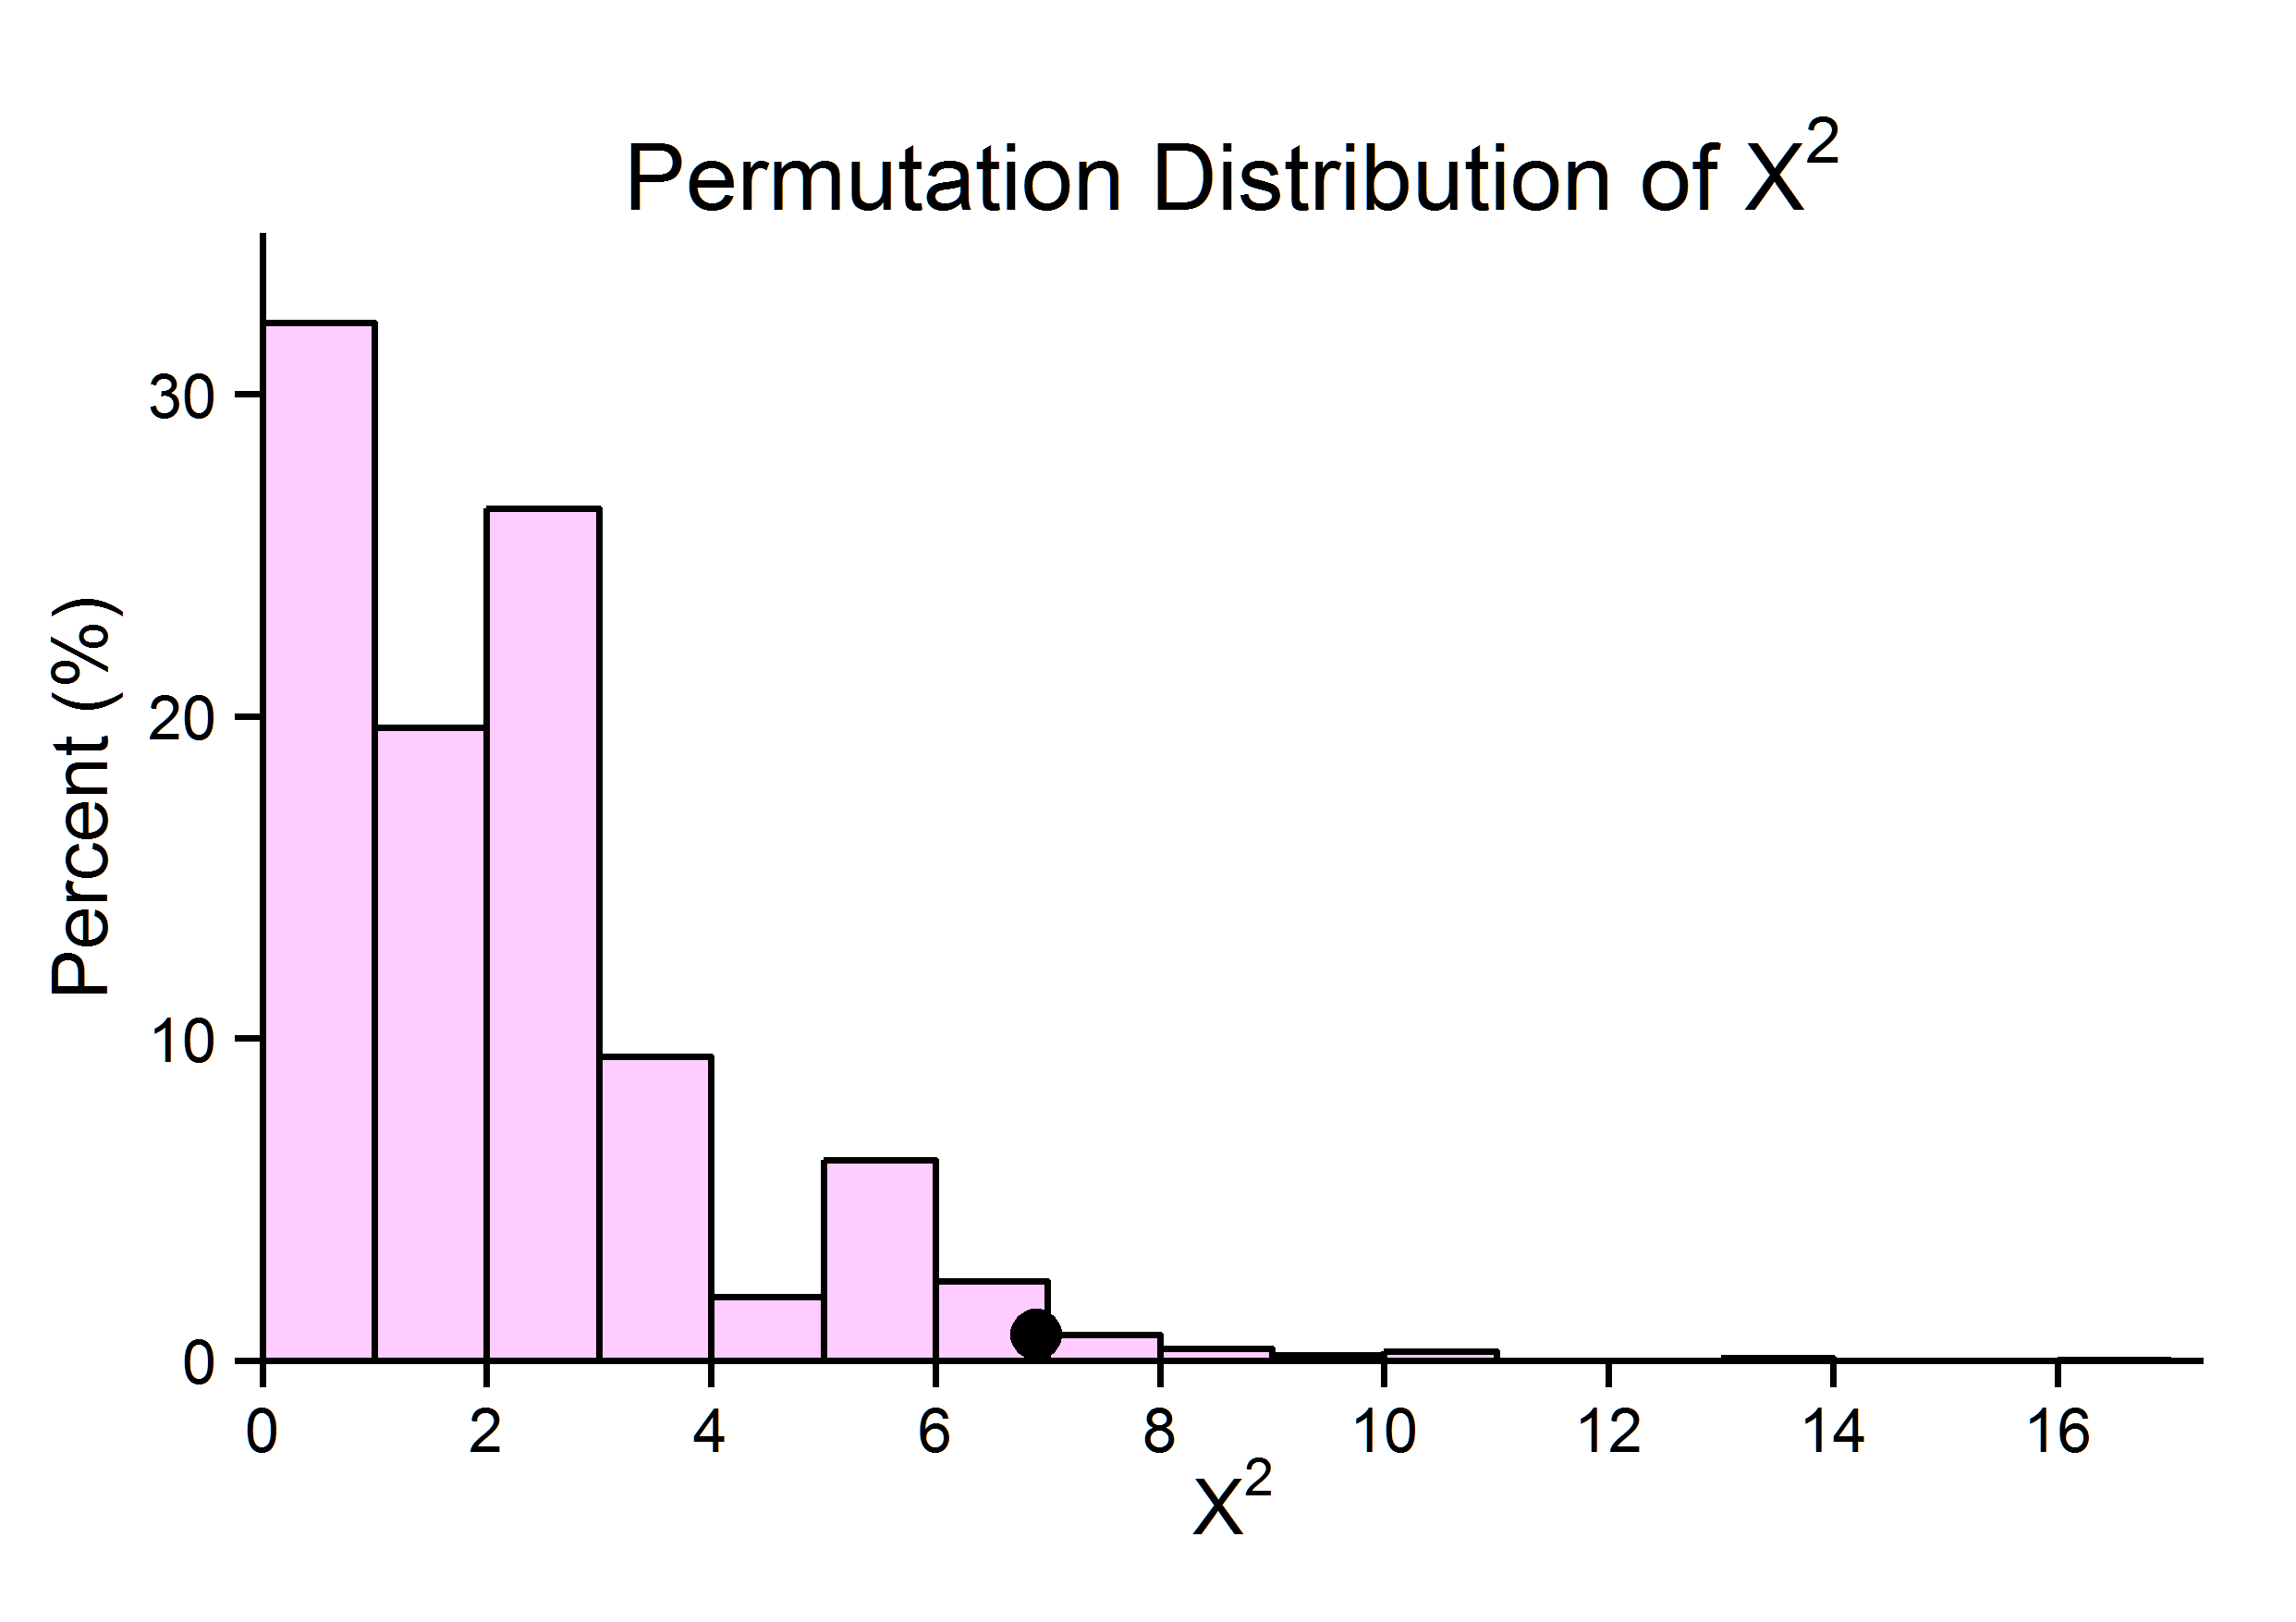 Permutation Distribution of X²
Percent (%)
30
20
10
0
0 2 4 6 8 10 12 14 16
X²